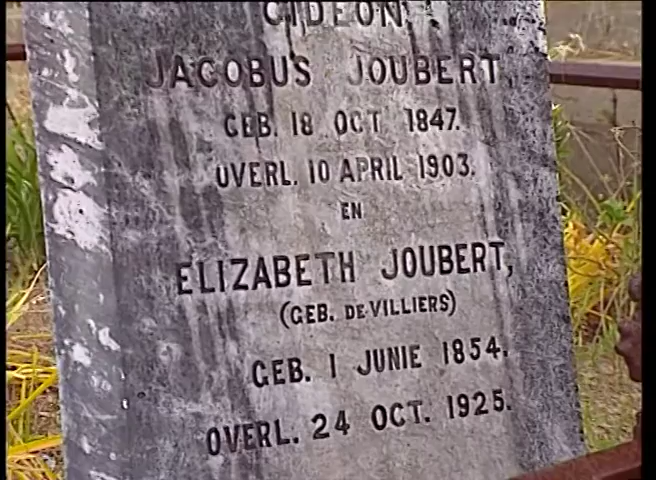 GIDEON
JACOBUS JOUBERT
GEB. 18 OCT 1847.
OVERL. 10 APRIL 1903.
EN
ELIZABETH JOUBERT,
(GEB. DE VILLIERS)
GEB. 1 JUNIE 1854.
OVERL. 24 OCT. 1925.